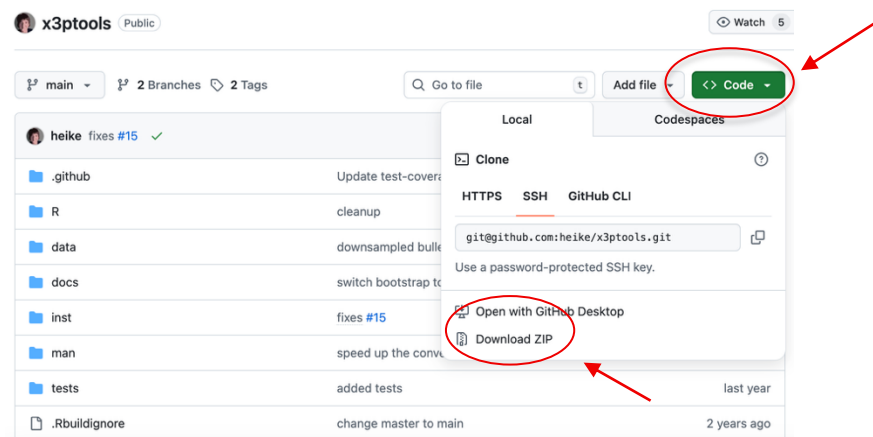 x3ptools Public
Watch 5
main 2 Branches 2 Tags
Go to file t
Add file
<> Code
Local
Codespaces
heike fixes #15
Clone
HTTPS SSH GitHub CLI
git@github.com:heike/x3ptools.git
Use a password-protected SSH key.
Open with GitHub Desktop
Download ZIP
.github Update test-covera
R cleanup
data downsampled bulle
docs switch bootstrap to
inst fixes #15
man speed up the conve
tests added tests last year
.Rbuildignore change master to main 2 years ago